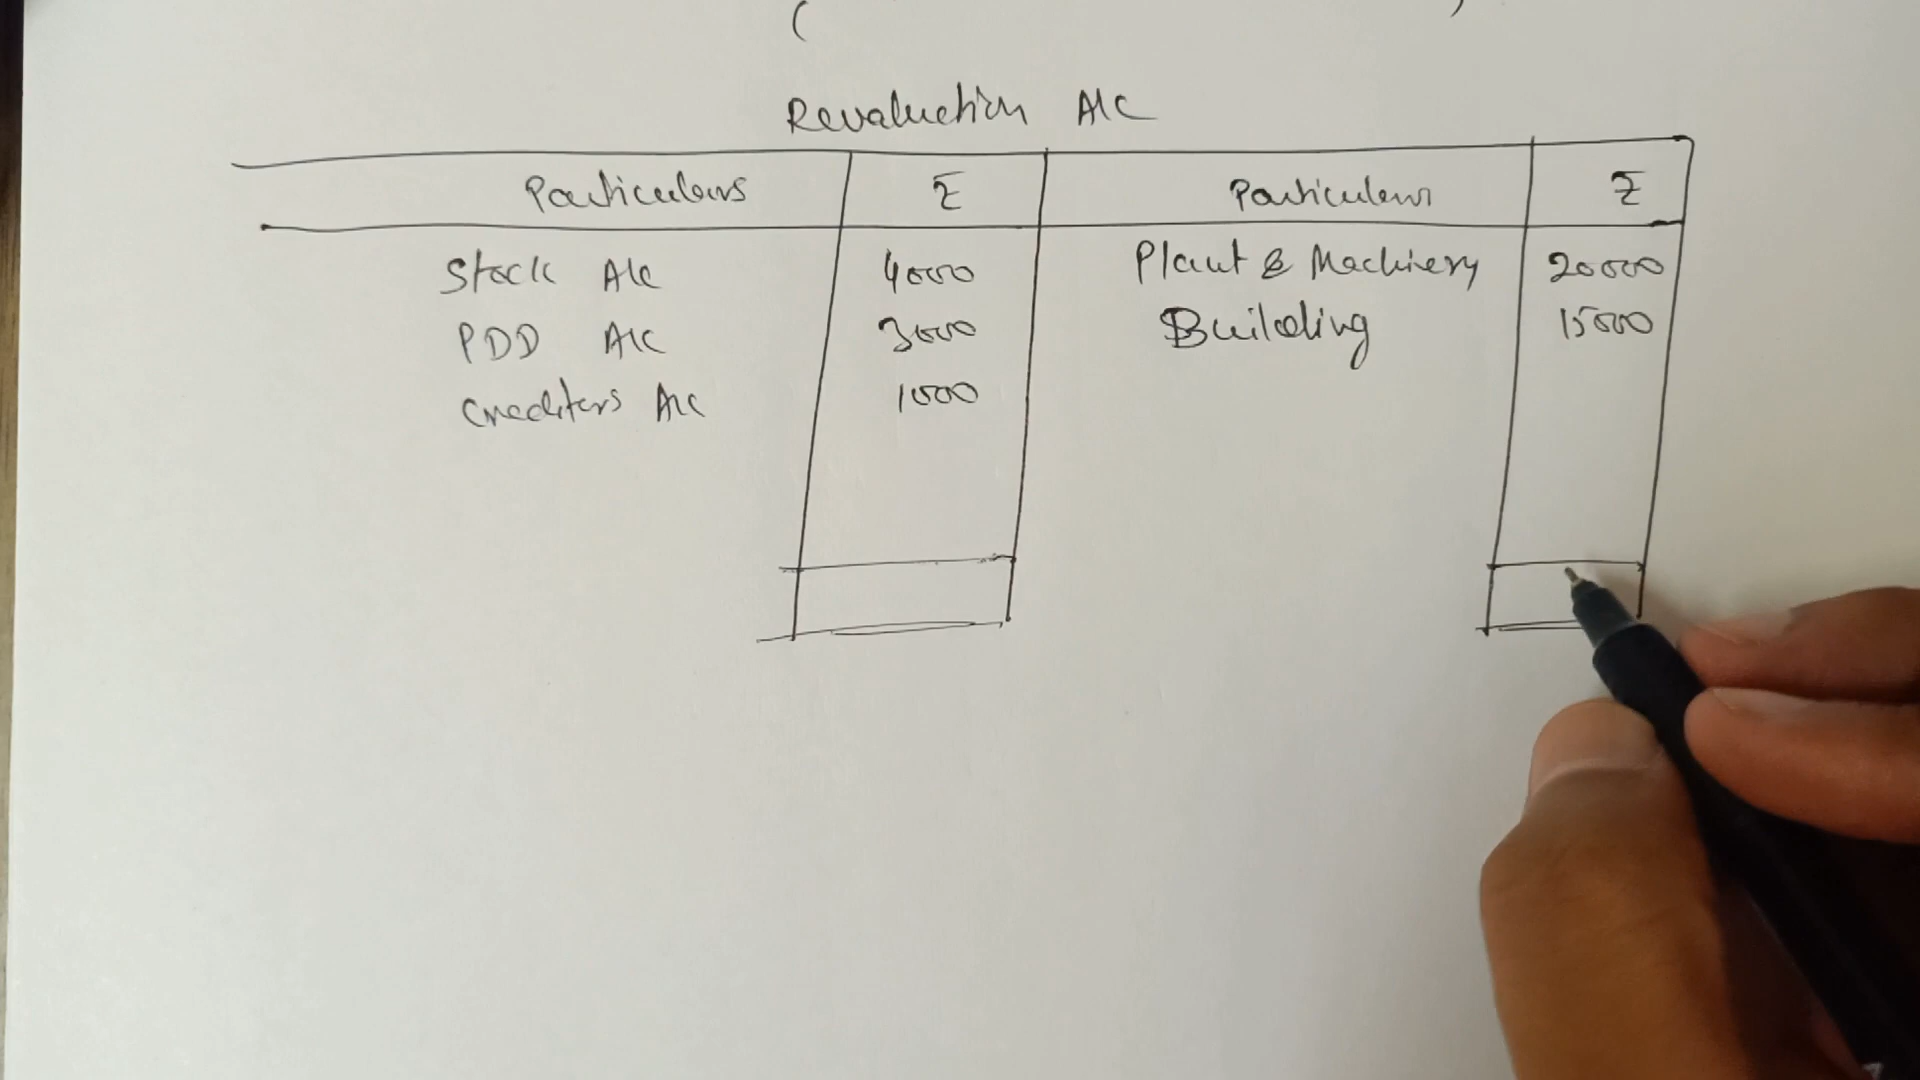 Revaluation A/C
Particulars ₹ Particulars ₹
Stock A/c 4000 Plant & Machinery 20000
PDD A/C 3000 Building 15000
Creditors A/c 1000